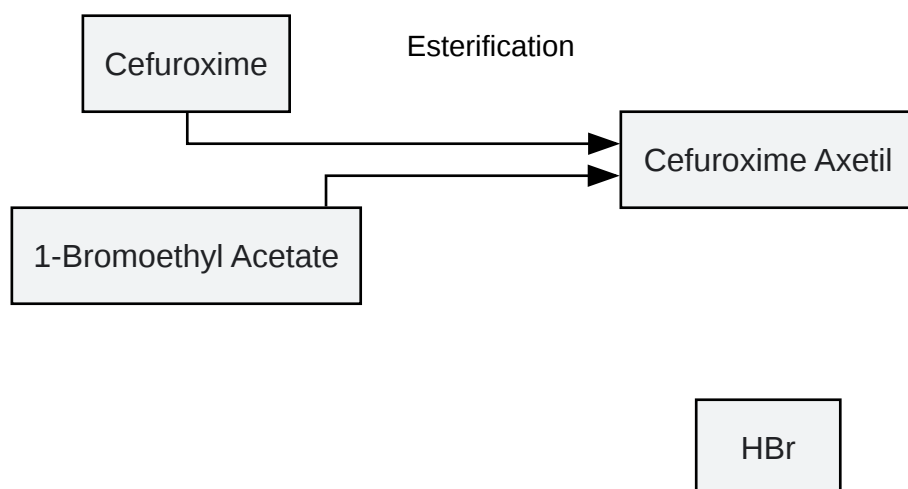 Cefuroxime
Esterification
Cefuroxime Axetil
1-Bromoethyl Acetate
HBr